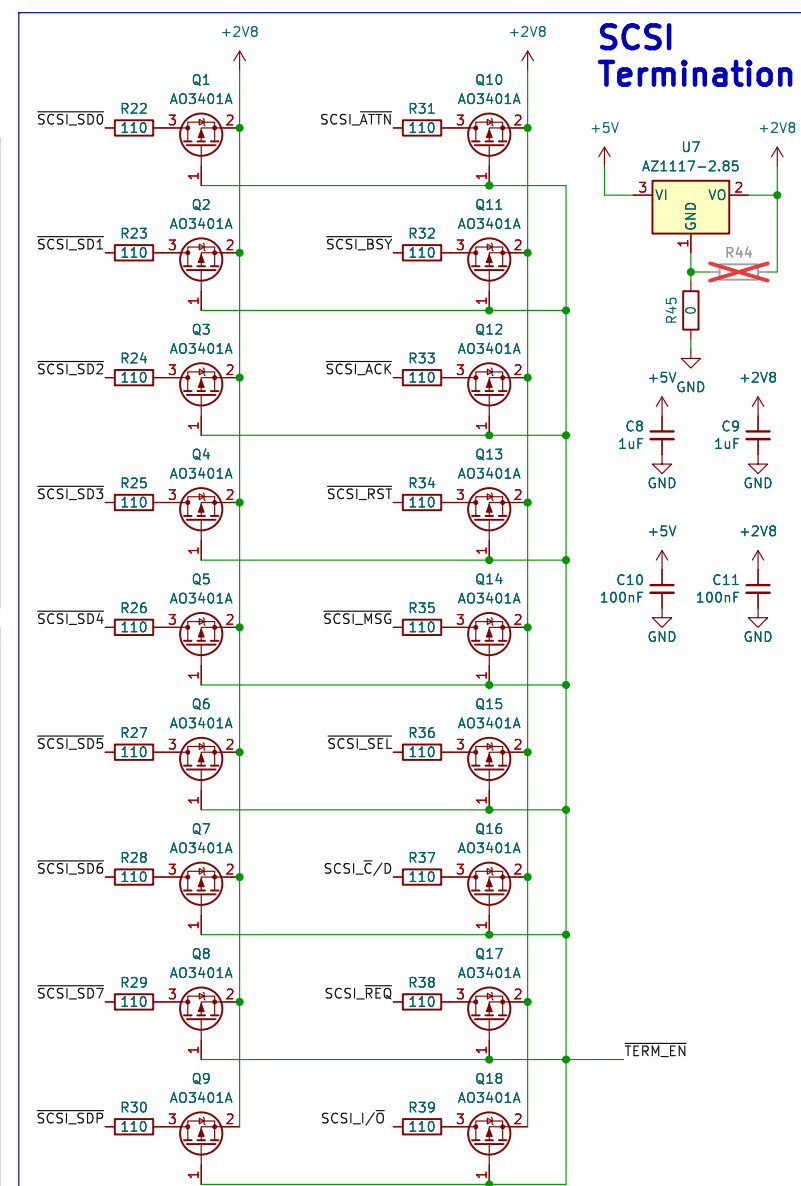 SCSI
Termination
+2V8
+2V8
Q1
AO3401A
SCSI_SD0
R22
110
3
2
1
Q10
AO3401A
SCSI_ATTN
R31
110
3
2
1
Q2
AO3401A
SCSI_SD1
R23
110
3
2
1
Q11
AO3401A
SCSI_BSY
R32
110
3
2
1
Q3
AO3401A
SCSI_SD2
R24
110
3
2
1
Q12
AO3401A
SCSI_ACK
R33
110
3
2
1
Q4
AO3401A
SCSI_SD3
R25
110
3
2
1
Q13
AO3401A
SCSI_RST
R34
110
3
2
1
Q5
AO3401A
SCSI_SD4
R26
110
3
2
1
Q14
AO3401A
SCSI_MSG
R35
110
3
2
1
Q6
AO3401A
SCSI_SD5
R27
110
3
2
1
Q15
AO3401A
SCSI_SEL
R36
110
3
2
1
Q7
AO3401A
SCSI_SD6
R28
110
3
2
1
Q16
AO3401A
SCSI_C/D
R37
110
3
2
1
Q8
AO3401A
SCSI_SD7
R29
110
3
2
1
Q17
AO3401A
SCSI_REQ
R38
110
3
2
1
TERM_EN
Q9
AO3401A
SCSI_SDP
R30
110
3
2
1
Q18
AO3401A
SCSI_I/O
R39
110
3
2
1
+5V
+2V8
U7
AZ1117-2.85
3
VI
VO
2
GND
1
R44
R45
0
GND
+5V
C8
1uF
GND
+2V8
C9
1uF
GND
+5V
C10
100nF
GND
+2V8
C11
100nF
GND